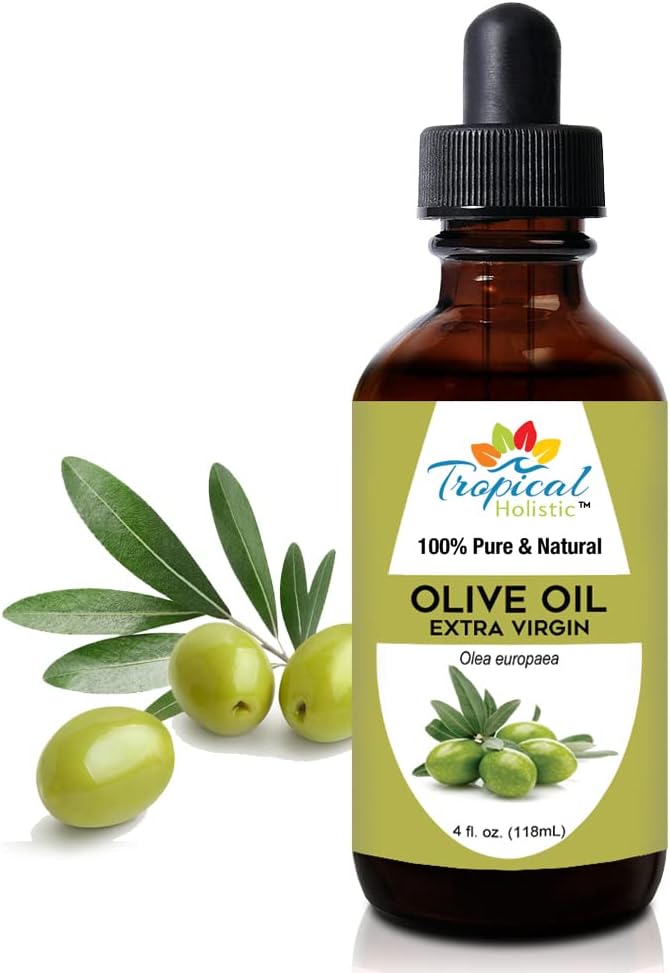 Tropical
Holistic™
100% Pure & Natural
OLIVE OIL
EXTRA VIRGIN
Olea europaea
4 fl. oz. (118mL)